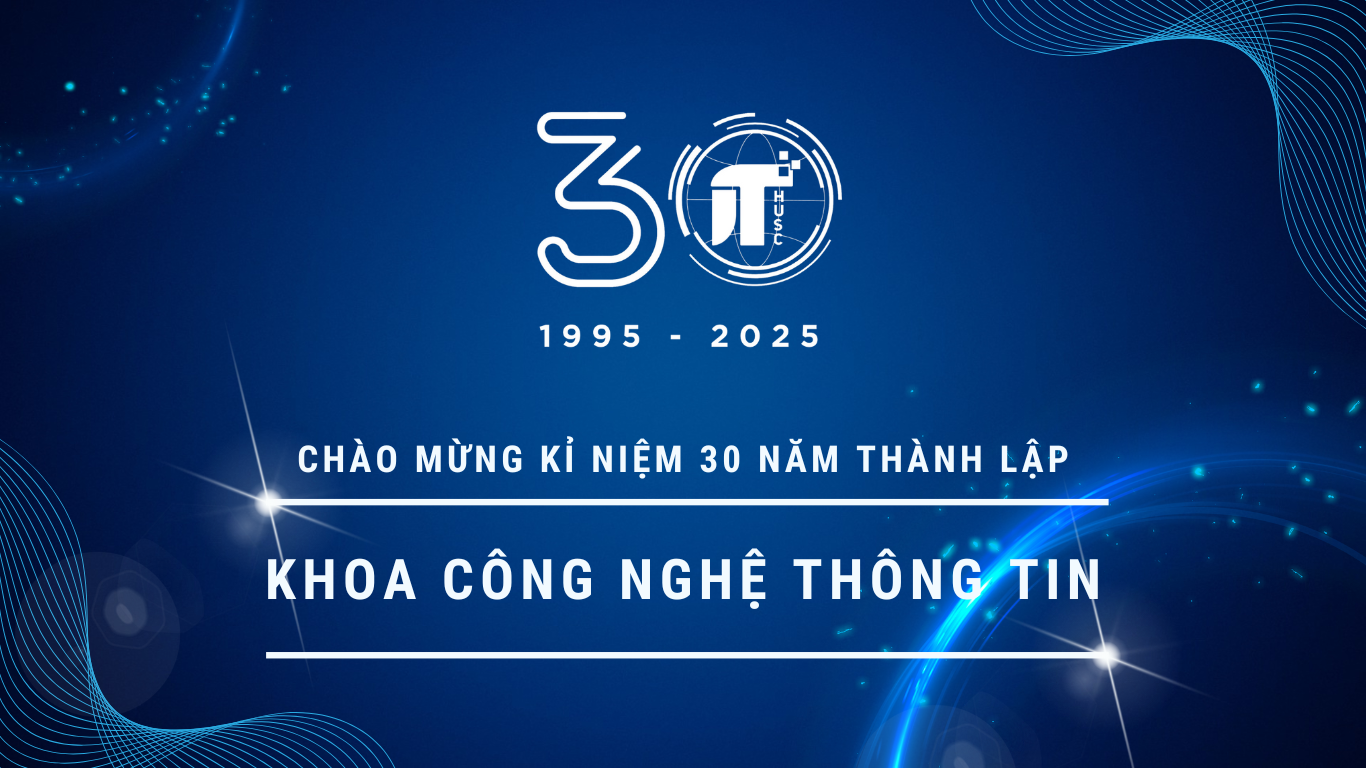 30
IT
HUSC
1995 - 2025
CHÀO MỪNG KỈ NIỆM 30 NĂM THÀNH LẬP
KHOA CÔNG NGHỆ THÔNG TIN